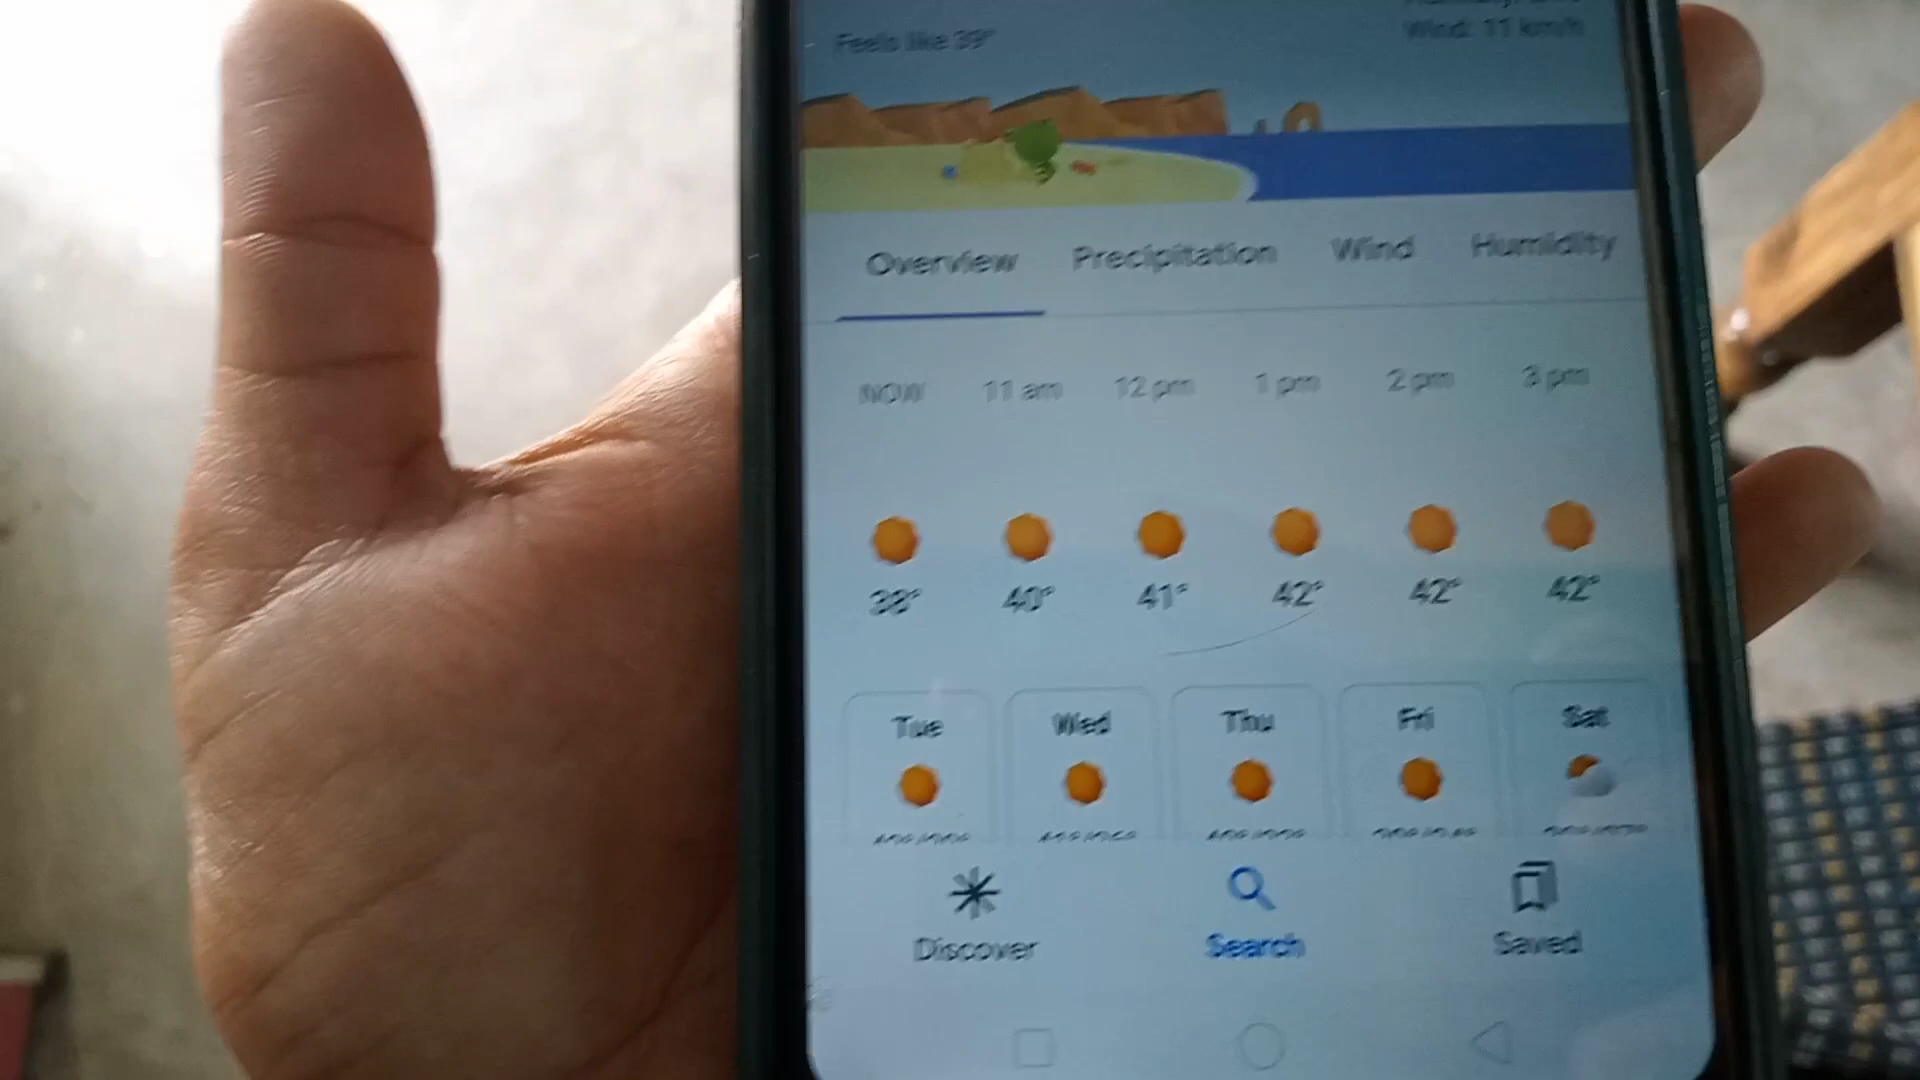 Feels like 39°
Wind: 11 km/h
Overview Precipitation Wind Humidity
NOW 11 am 12 pm 1 pm 2 pm 3 pm
38° 40° 41° 42° 42° 42°
Tue Wed Thu Fri Sat
Discover Search Saved